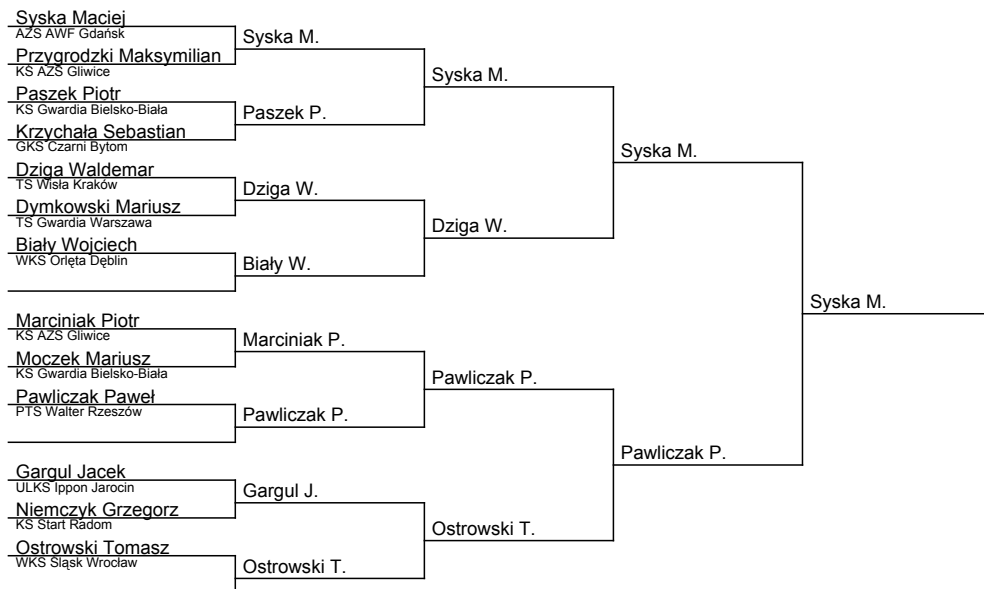 Syska Maciej
AZS AWF Gdańsk
Przygrodzki Maksymilian
KS AZS Gliwice
Paszek Piotr
KS Gwardia Bielsko-Biała
Krzychała Sebastian
GKS Czarni Bytom
Dziga Waldemar
TS Wisła Kraków
Dymkowski Mariusz
TS Gwardia Warszawa
Biały Wojciech
WKS Orlęta Dęblin
Marciniak Piotr
KS AZS Gliwice
Moczek Mariusz
KS Gwardia Bielsko-Biała
Pawliczak Paweł
PTS Walter Rzeszów
Gargul Jacek
ULKS Ippon Jarocin
Niemczyk Grzegorz
KS Start Radom
Ostrowski Tomasz
WKS Śląsk Wrocław
Syska M.
Paszek P.
Dziga W.
Biały W.
Marciniak P.
Pawliczak P.
Gargul J.
Ostrowski T.
Syska M.
Dziga W.
Pawliczak P.
Ostrowski T.
Syska M.
Pawliczak P.
Syska M.